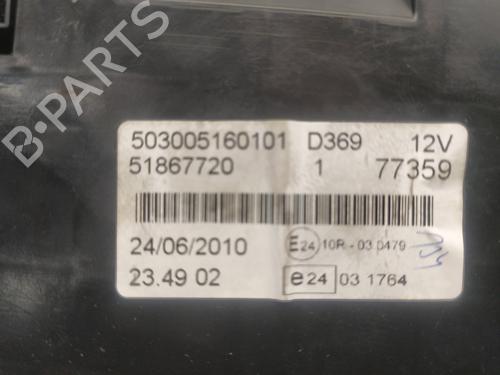 503005160101 D369 12V
51867720 1 77359
24/06/2010 E24 10R-03 0479
23.49 02 e24 03 1764
B-PARTS